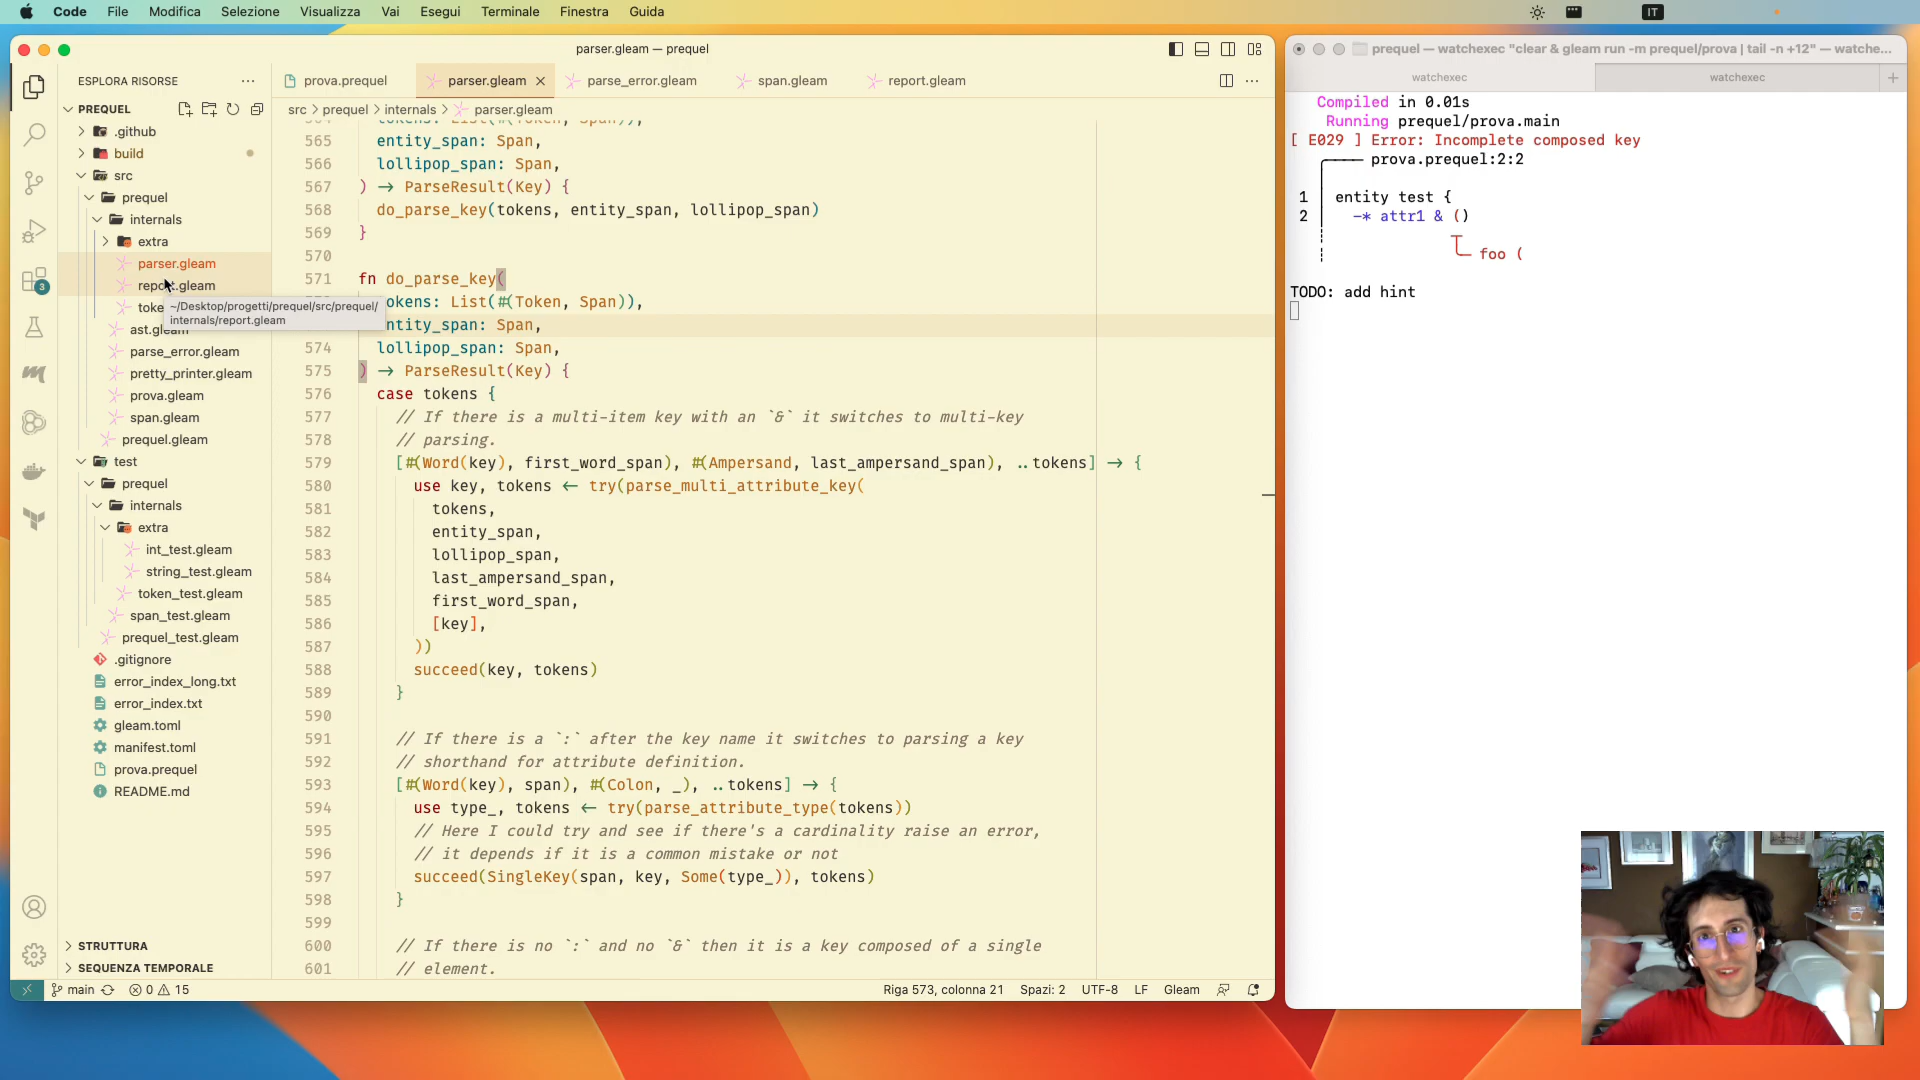 Code File Modifica Selezione Visualizza Vai Esegui Terminale Finestra Guida IT
parser.gleam — prequel
ESPLORA RISORSE
PREQUEL
.github
build
src
prequel
internals
extra
parser.gleam
report.gleam
~/Desktop/progetti/prequel/src/prequel/
internals/report.gleam
ast.gleam
parse_error.gleam
pretty_printer.gleam
prova.gleam
span.gleam
prequel.gleam
test
prequel
internals
extra
int_test.gleam
string_test.gleam
token_test.gleam
span_test.gleam
prequel_test.gleam
.gitignore
error_index_long.txt
error_index.txt
gleam.toml
manifest.toml
prova.prequel
README.md
STRUTTURA
SEQUENZA TEMPORALE
3
prova.prequel parser.gleam parse_error.gleam span.gleam report.gleam
src > prequel > internals > parser.gleam
565 entity_span: Span,
566 lollipop_span: Span,
567 ) → ParseResult(Key) {
568 do_parse_key(tokens, entity_span, lollipop_span)
569 }
570
571 fn do_parse_key(
tokens: List(#(Token, Span)),
entity_span: Span,
574 lollipop_span: Span,
575 ) → ParseResult(Key) {
576 case tokens {
577 // If there is a multi-item key with an `&` it switches to multi-key
578 // parsing.
579 [#(Word(key), first_word_span), #(Ampersand, last_ampersand_span), ..tokens] → {
580 use key, tokens ← try(parse_multi_attribute_key(
581 tokens,
582 entity_span,
583 lollipop_span,
584 last_ampersand_span,
585 first_word_span,
586 [key],
587 ))
588 succeed(key, tokens)
589 }
590
591 // If there is a `:` after the key name it switches to parsing a key
592 // shorthand for attribute definition.
593 [#(Word(key), span), #(Colon, _), ..tokens] → {
594 use type_, tokens ← try(parse_attribute_type(tokens))
595 // Here I could try and see if there's a cardinality raise an error,
596 // it depends if it is a common mistake or not
597 succeed(SingleKey(span, key, Some(type_)), tokens)
598 }
599
600 // If there is no `:` and no `&` then it is a key composed of a single
601 // element.
main 0 15 Riga 573, colonna 21 Spazi: 2 UTF-8 LF Gleam
prequel — watchexec "clear & gleam run -m prequel/prova | tail -n +12" — watche...
watchexec watchexec
Compiled in 0.01s
Running prequel/prova.main
[ E029 ] Error: Incomplete composed key
prova.prequel:2:2
1 entity test {
2 -* attr1 & ()
foo (
TODO: add hint